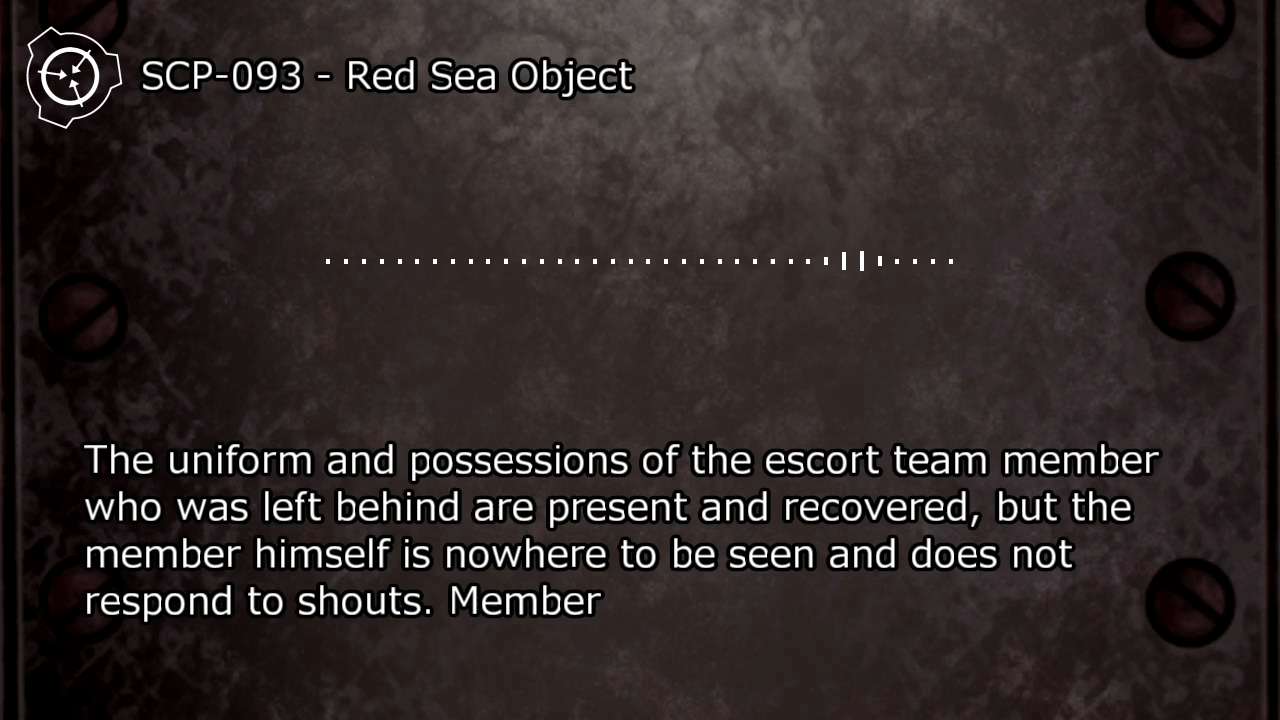 SCP-093 - Red Sea Object
The uniform and possessions of the escort team member
who was left behind are present and recovered, but the
member himself is nowhere to be seen and does not
respond to shouts. Member